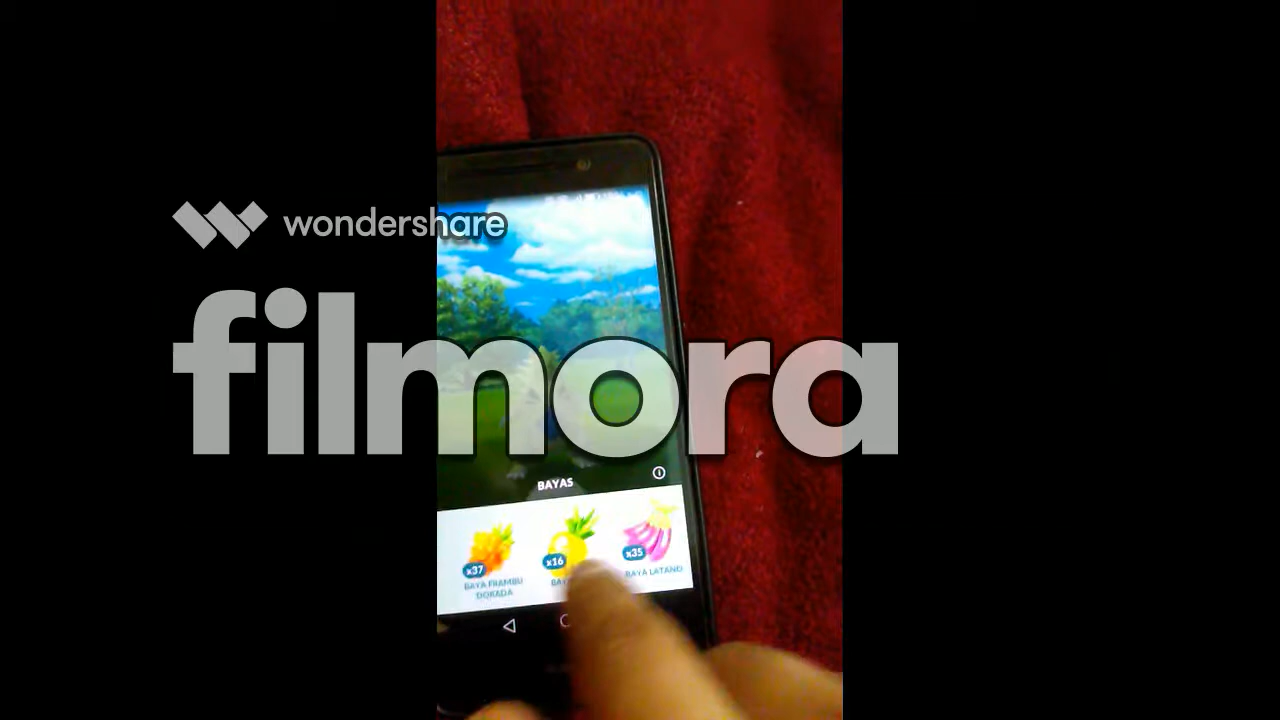 wondershare
filmora
BAYAS
x37
x16
x35
BAYA FRAMBU
DORADA
BAYA LATANO